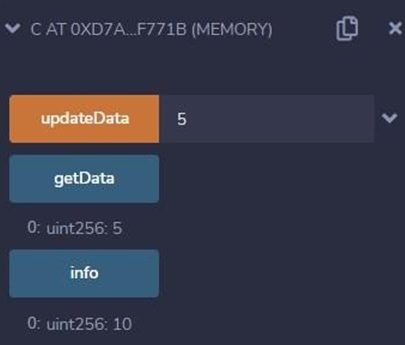 C AT 0XD7A...F771B (MEMORY)
updateData 5
getData
0: uint256: 5
info
0: uint256: 10